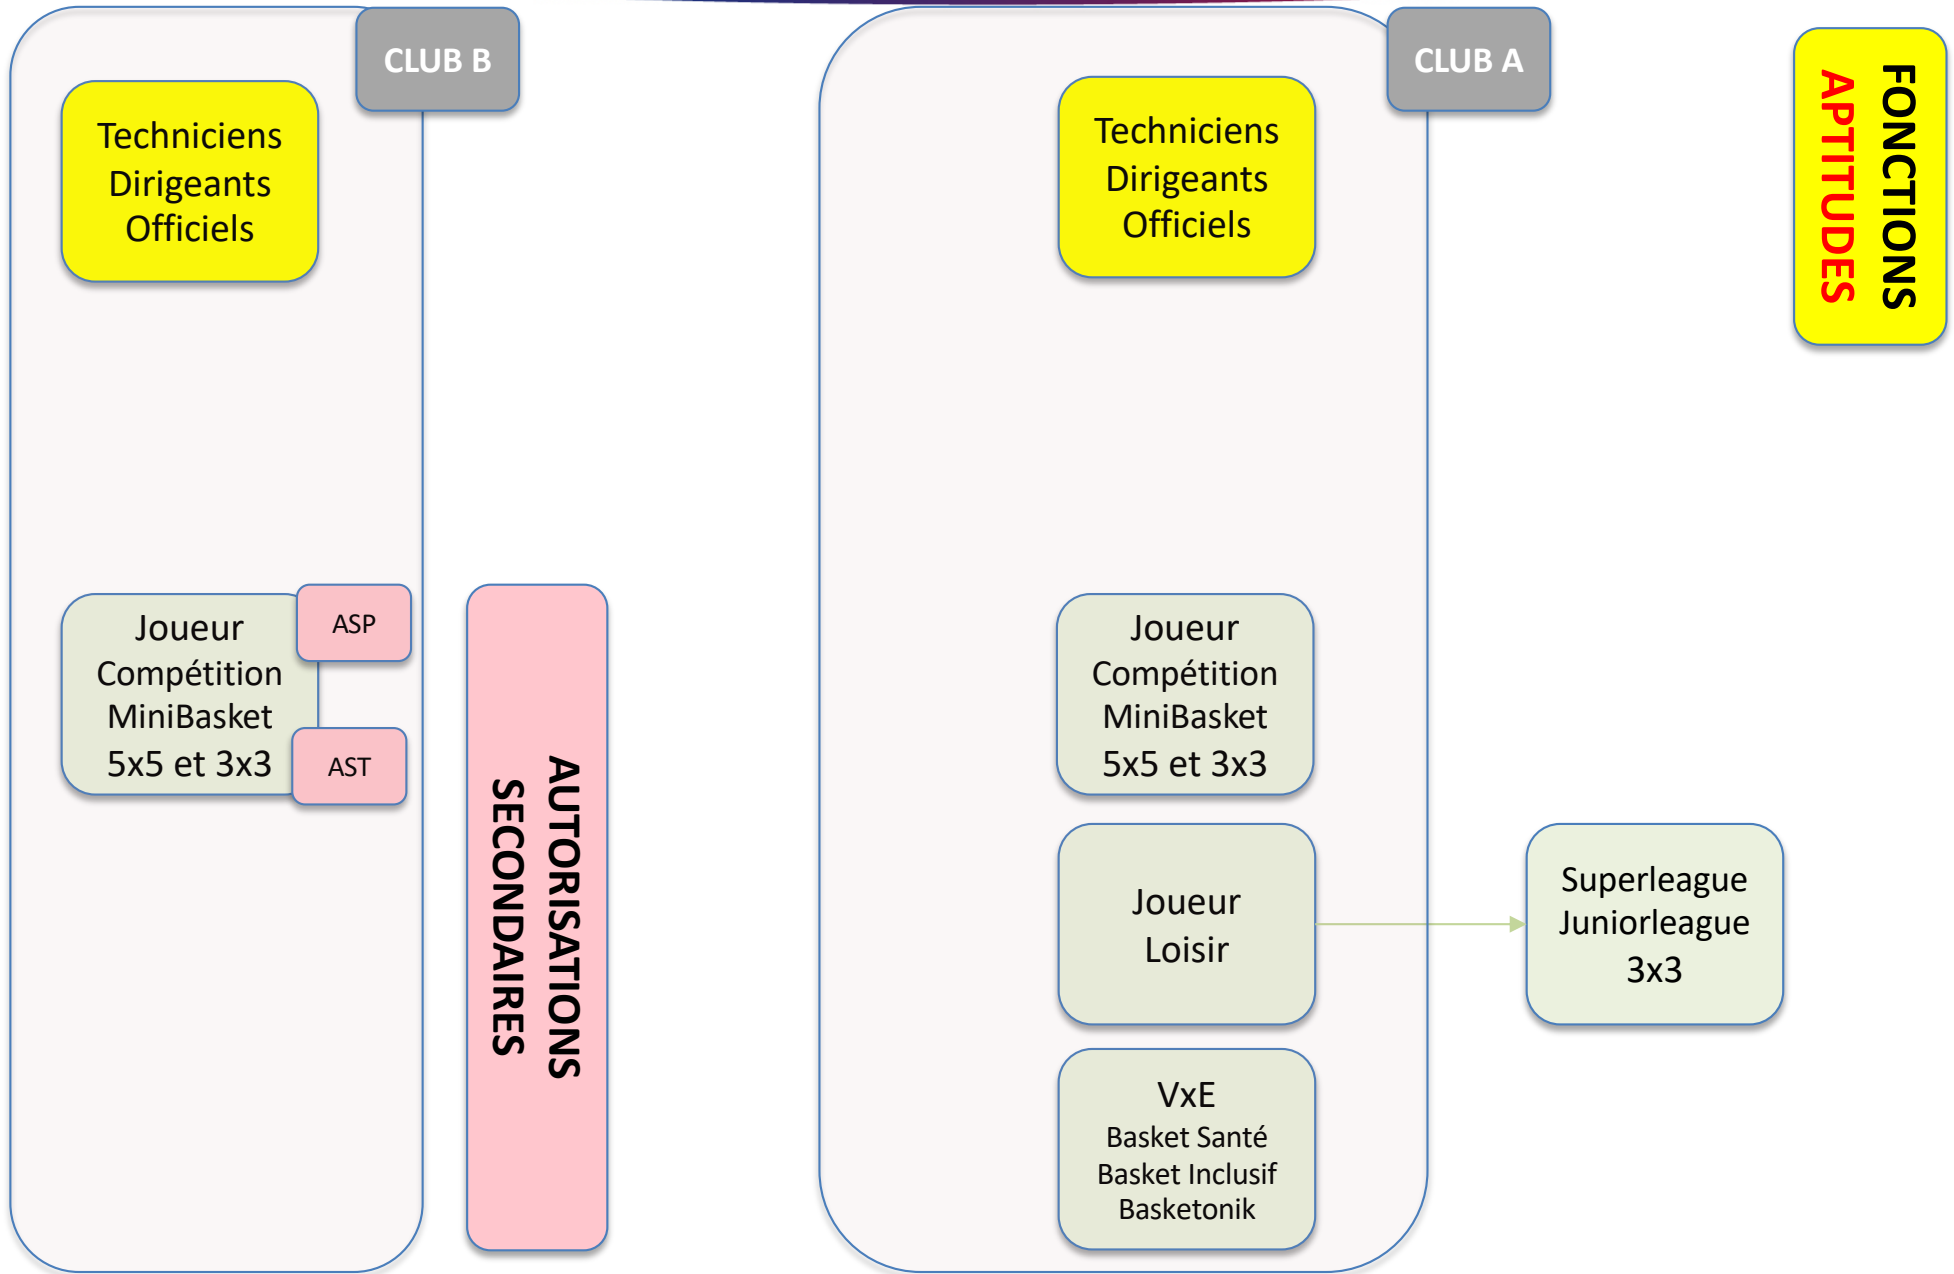 CLUB B
Techniciens
Dirigeants
Officiels
Joueur
Compétition
MiniBasket
5x5 et 3x3
ASP
AST
AUTORISATIONS
SECONDAIRES
CLUB A
Techniciens
Dirigeants
Officiels
Joueur
Compétition
MiniBasket
5x5 et 3x3
Joueur
Loisir
VxE
Basket Santé
Basket Inclusif
Basketonik
Superleague
Juniorleague
3x3
FONCTIONS
APTITUDES